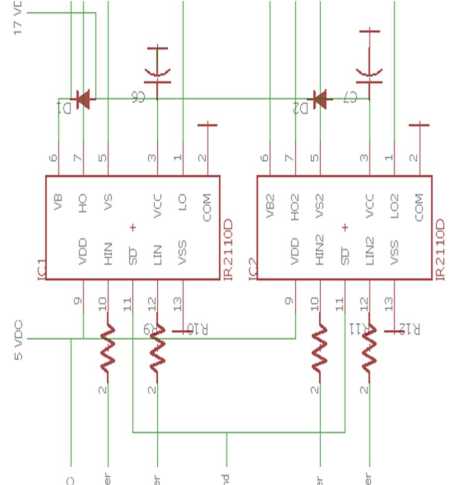 17 VD
D1
C6
D2
C7
6
7
5
3
1
2
6
7
5
3
1
2
VB
HO
VS
VCC
LO
COM
VB2
HO2
VS2
VCC
LO2
COM
VDD
HIN
SD
LIN
VSS
VDD
HIN2
SD
LIN2
VSS
IC1
IR2110D
IC2
IR2110D
9
10
11
12
13
9
10
11
12
13
5 VDC
R9
R10
R11
R12
2
2
2
2
er
er
nd
er
er